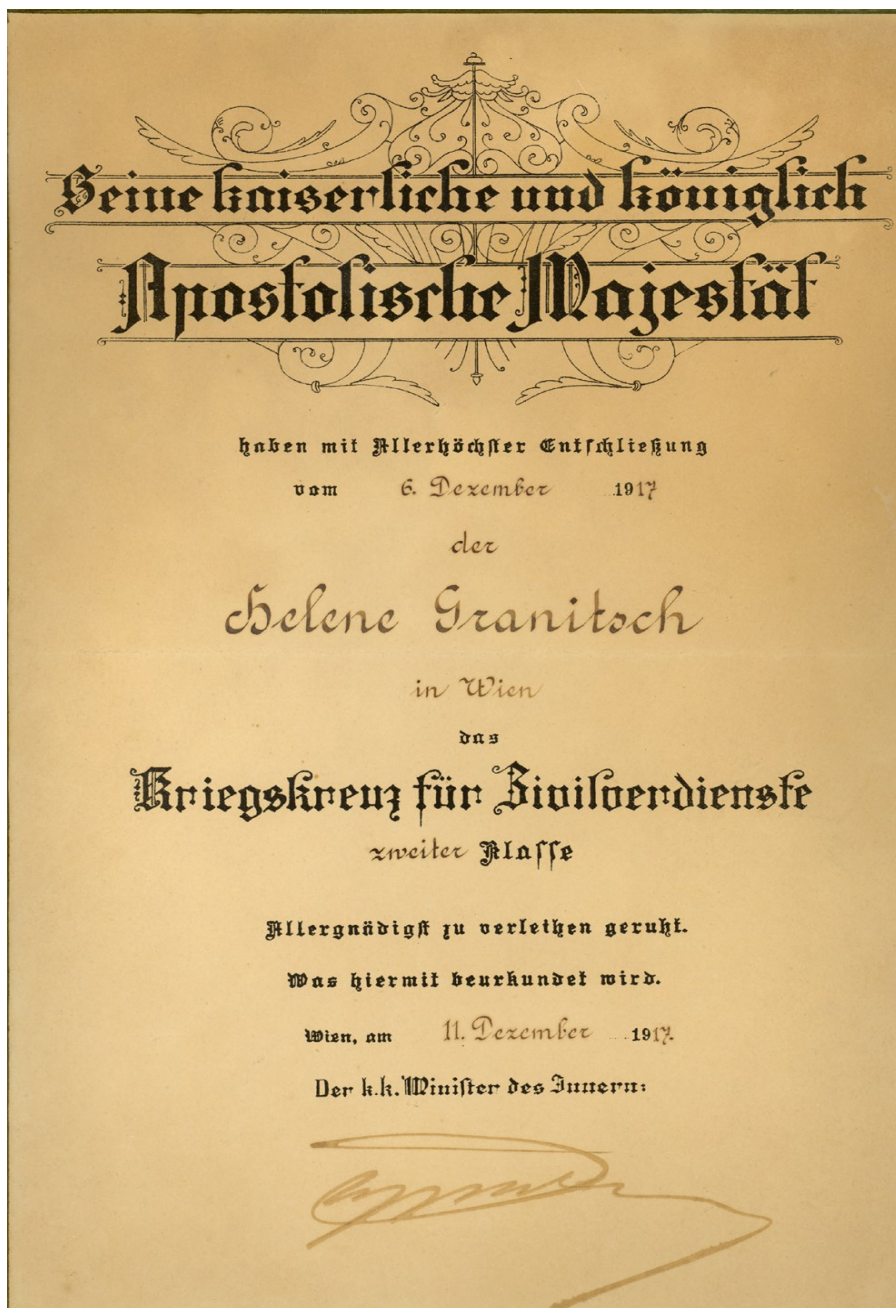 Seine kaiserliche und königlich
Apostolische Majestät
haben mit Allerhöchster Entschließung
vom 6. Dezember 1917
der
Helene Granitsch
in Wien
das
Kriegskreuz für Zivilverdienste
zweiter Klasse
Allergnädigst zu verleihen geruht.
Was hiermit beurkundet wird.
Wien, am 11. Dezember 1917.
Der k.k. Minister des Innern: